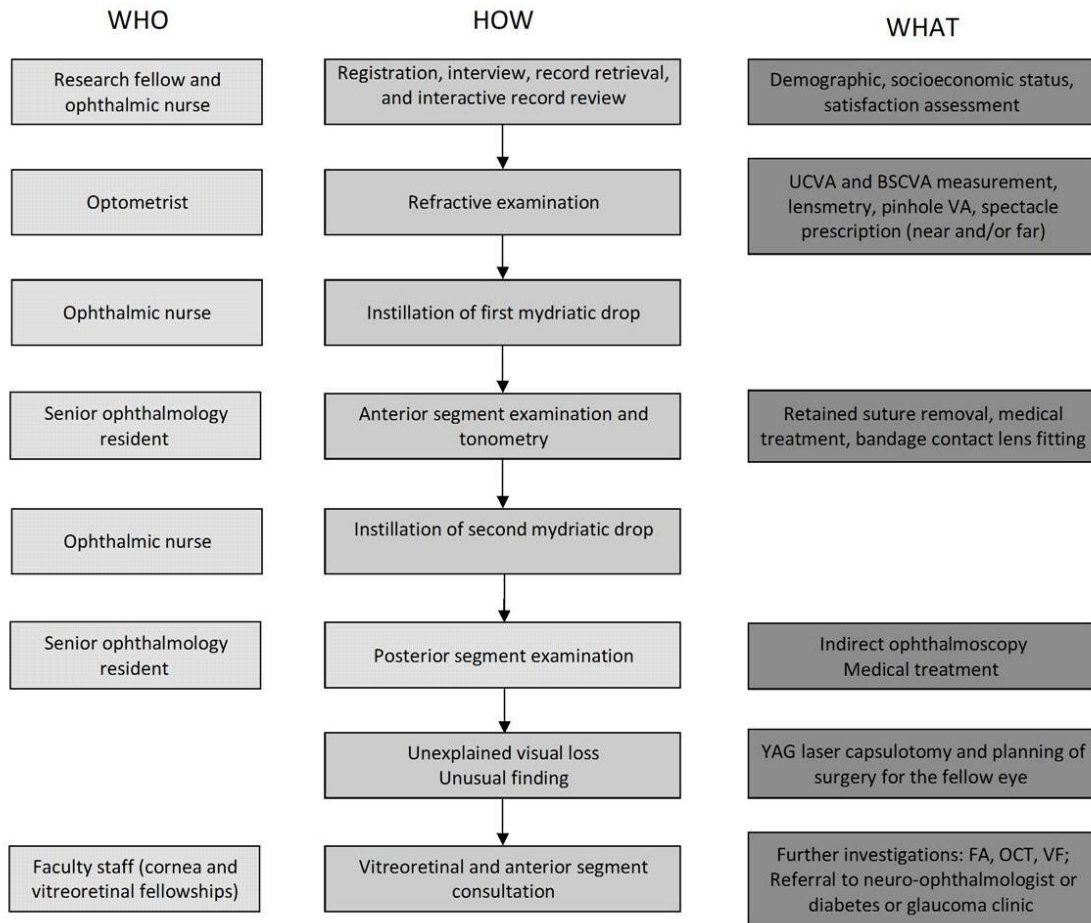 WHO
HOW
WHAT
Research fellow and
ophthalmic nurse
Registration, interview, record retrieval,
and interactive record review
Demographic, socioeconomic status,
satisfaction assessment
Optometrist
Refractive examination
UCVA and BSCVA measurement,
lensmetry, pinhole VA, spectacle
prescription (near and/or far)
Ophthalmic nurse
Instillation of first mydriatic drop
Senior ophthalmology
resident
Anterior segment examination and
tonometry
Retained suture removal, medical
treatment, bandage contact lens fitting
Ophthalmic nurse
Instillation of second mydriatic drop
Senior ophthalmology
resident
Posterior segment examination
Indirect ophthalmoscopy
Medical treatment
Unexplained visual loss
Unusual finding
YAG laser capsulotomy and planning of
surgery for the fellow eye
Faculty staff (cornea and
vitreoretinal fellowships)
Vitreoretinal and anterior segment
consultation
Further investigations: FA, OCT, VF;
Referral to neuro-ophthalmologist or
diabetes or glaucoma clinic